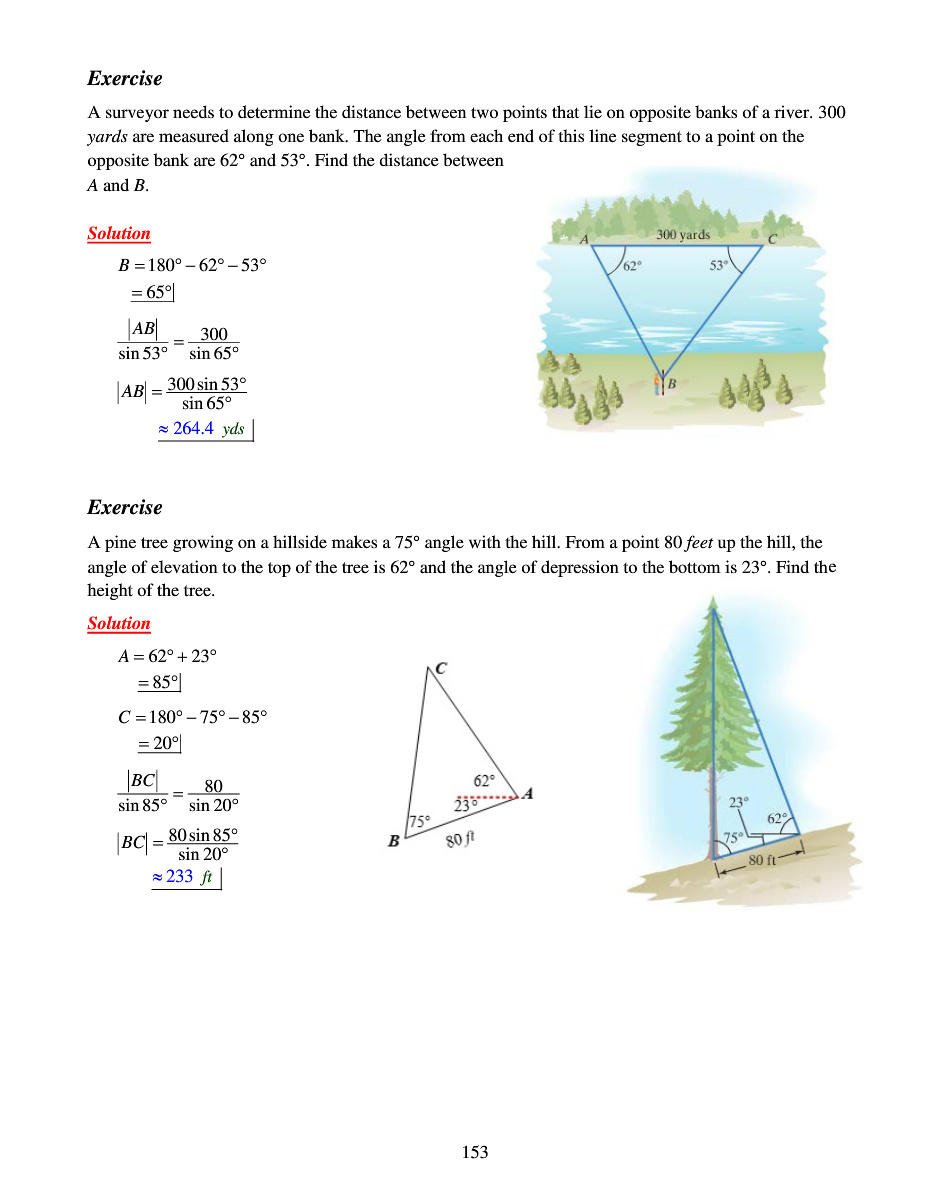 Exercise
A surveyor needs to determine the distance between two points that lie on opposite banks of a river. 300
yards are measured along one bank. The angle from each end of this line segment to a point on the
opposite bank are 62° and 53°. Find the distance between
A and B.
Solution
B = 180° − 62° − 53°
= 65°
|AB| / sin 53° = 300 / sin 65°
|AB| = 300 sin 53° / sin 65°
≈ 264.4 yds
A
300 yards
C
62°
53°
B
Exercise
A pine tree growing on a hillside makes a 75° angle with the hill. From a point 80 feet up the hill, the
angle of elevation to the top of the tree is 62° and the angle of depression to the bottom is 23°. Find the
height of the tree.
Solution
A = 62° + 23°
= 85°
C = 180° − 75° − 85°
= 20°
|BC| / sin 85° = 80 / sin 20°
|BC| = 80 sin 85° / sin 20°
≈ 233 ft
C
62°
A
23°
75°
B
80 ft
23°
62°
75°
80 ft
153